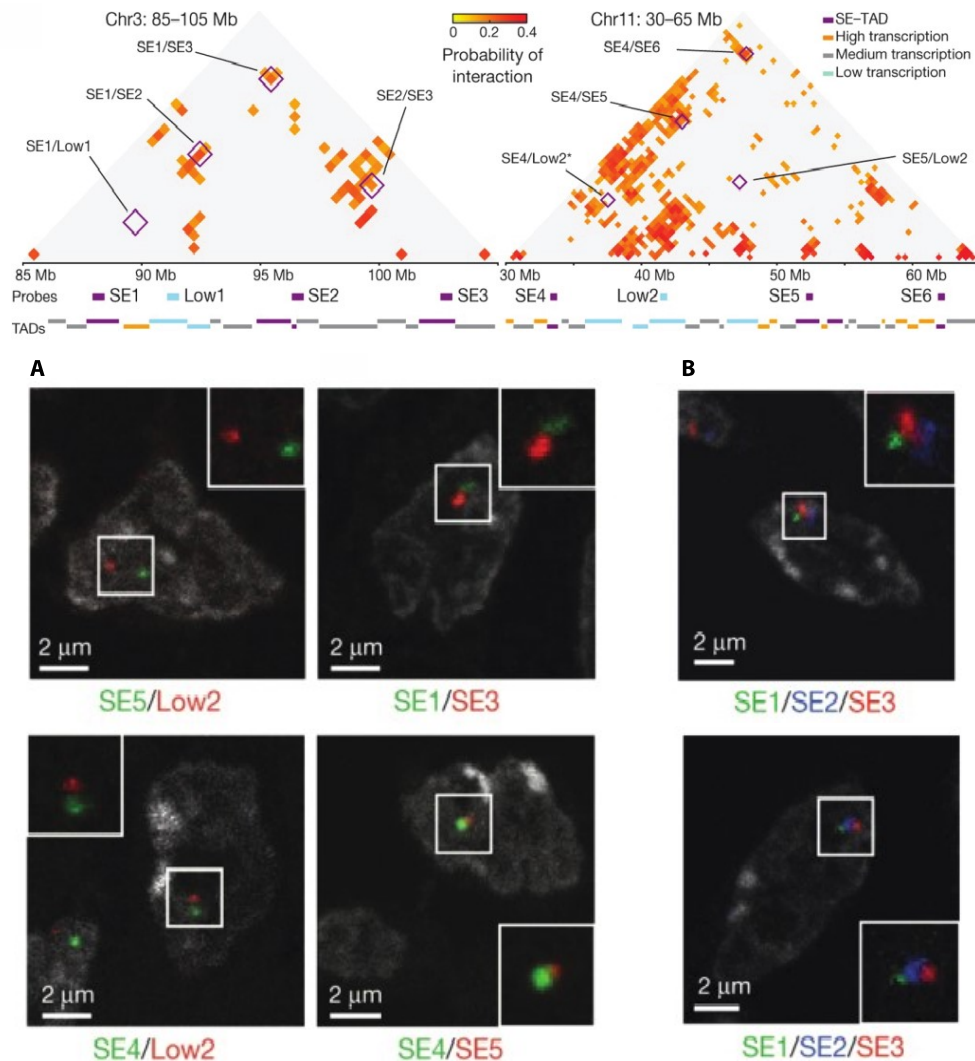 Chr3: 85–105 Mb
0 0.2 0.4
Probability of interaction
Chr11: 30–65 Mb
SE–TAD
High transcription
Medium transcription
Low transcription
SE1/SE3
SE1/SE2
SE2/SE3
SE1/Low1
SE4/SE6
SE4/SE5
SE4/Low2*
SE5/Low2
85 Mb 90 Mb 95 Mb 100 Mb
30 Mb 40 Mb 50 Mb 60 Mb
Probes SE1 Low1 SE2 SE3 SE4 Low2 SE5 SE6
TADs
A
B
2 μm
SE5/Low2
2 μm
SE1/SE3
2 μm
SE1/SE2/SE3
2 μm
SE4/Low2
2 μm
SE4/SE5
2 μm
SE1/SE2/SE3